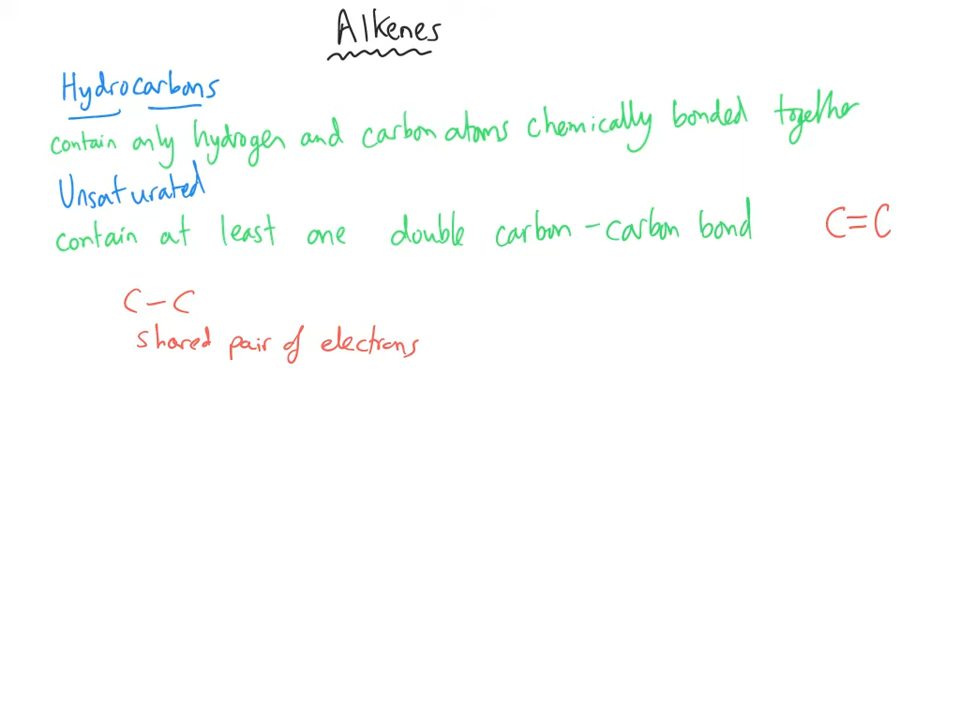 Alkenes
Hydrocarbons
contain only hydrogen and carbon atoms chemically bonded together
Unsaturated
contain at least one double carbon-carbon bond C=C
C-C
shared pair of electrons